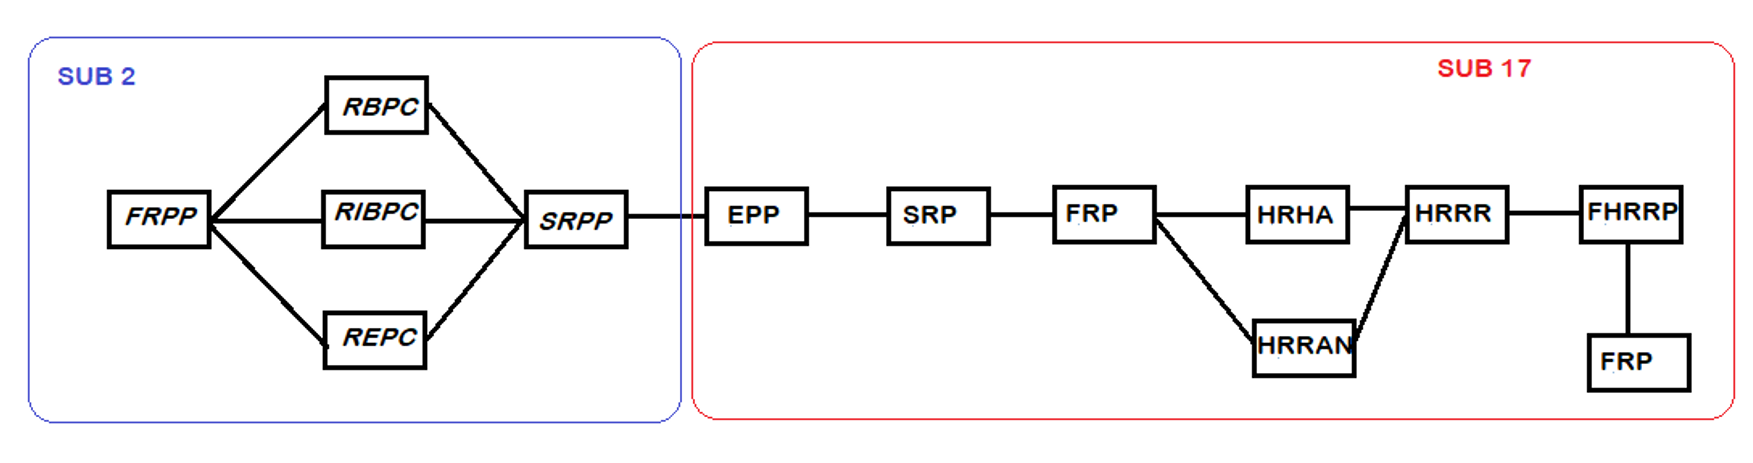 SUB 2
RBPC
FRPP
RIBPC
SRPP
REPC
SUB 17
EPP
SRP
FRP
HRHA
HRRR
FHRRP
HRRAN
FRP